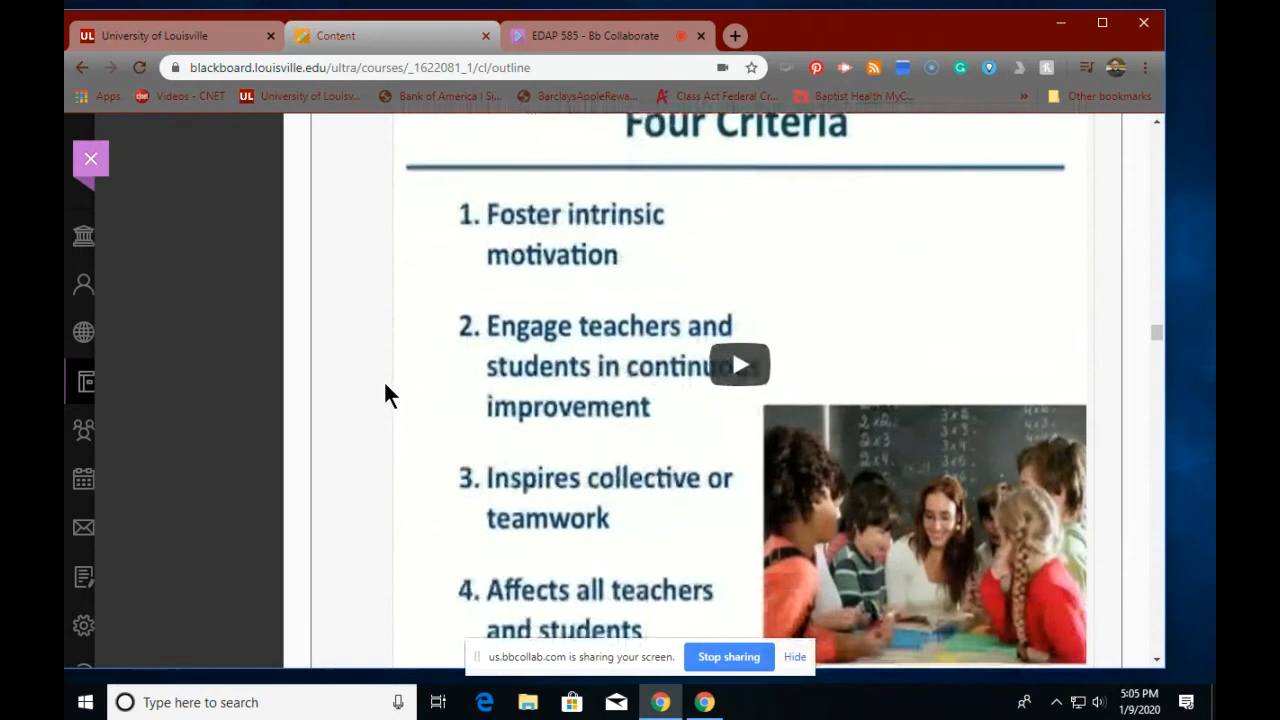 University of Louisville
Content
EDAP 585 - Bb Collaborate
blackboard.louisville.edu/ultra/courses/_1622081_1/cl/outline
Apps
Videos - CNET
University of Louisv...
Bank of America | Si...
BarclaysAppleRewa...
Class Act Federal Cr...
Baptist Health MyC...
»
Other bookmarks
Four Criteria
1. Foster intrinsic
motivation
2. Engage teachers and
students in continuous
improvement
3. Inspires collective or
teamwork
4. Affects all teachers
and students
us.bbcollab.com is sharing your screen.
Stop sharing
Hide
Type here to search
5:05 PM
1/9/2020